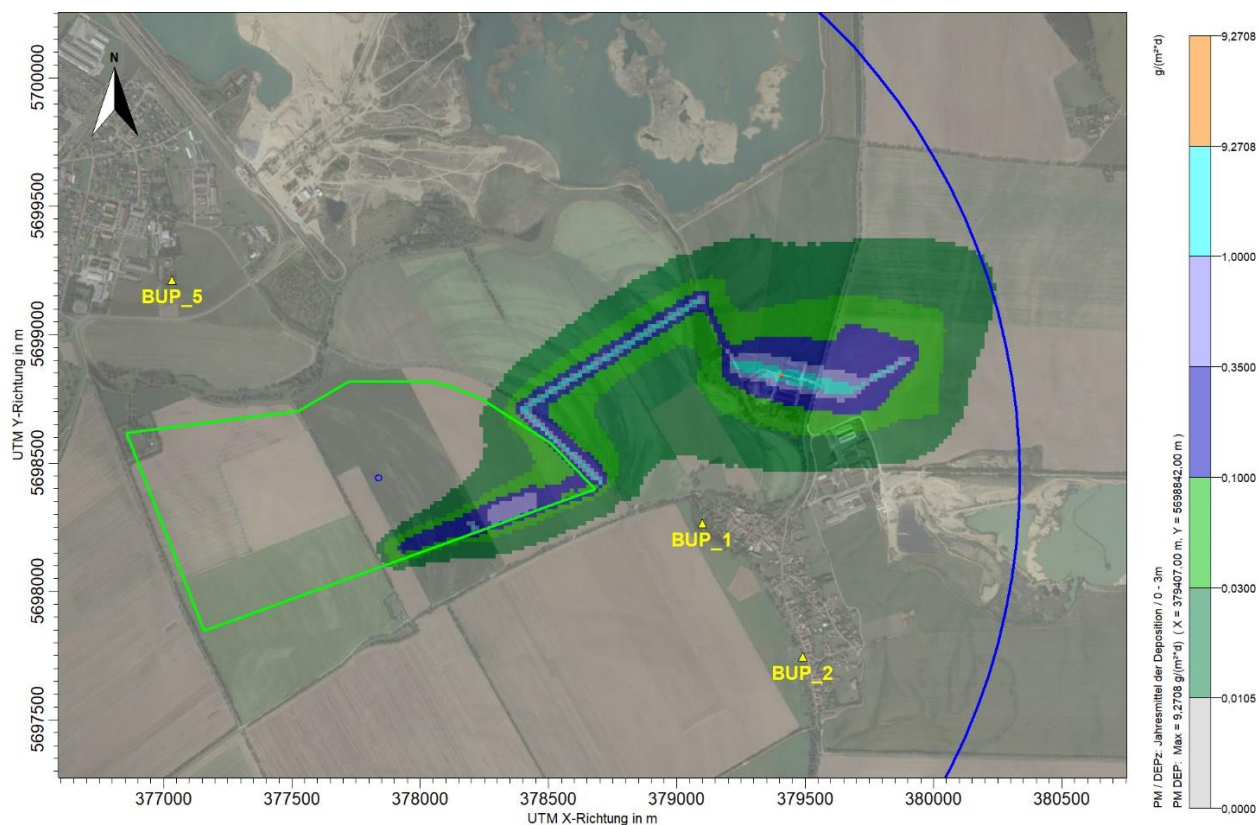 N
BUP_5
BUP_1
BUP_2
UTM Y-Richtung in m
5697500
5698000
5698500
5699000
5699500
5700000
377000
377500
378000
378500
379000
379500
380000
380500
UTM X-Richtung in m
g/(m²*d)
9,2708
9,2708
1,0000
0,3500
0,1000
0,0300
0,0105
0,0000
PM / DEPz: Jahresmittel der Deposition / 0 - 3m
PM DEP: Max = 9,2708 g/(m²*d) ( X = 379407,00 m, Y = 5698842,00 m )